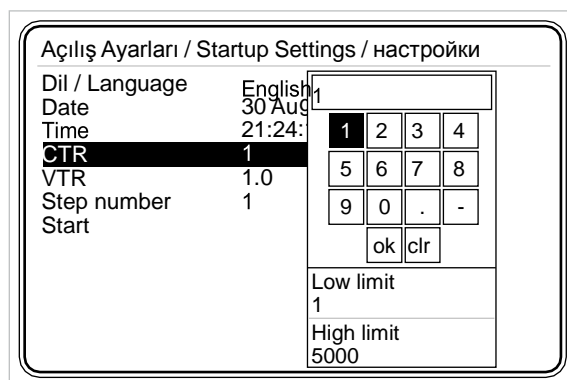 Açılış Ayarları / Startup Settings / настройки
Dil / Language English
Date 30 Aug
Time 21:24:
CTR 1
VTR 1.0
Step number 1
Start
1
1 2 3 4
5 6 7 8
9 0 . -
ok clr
Low limit
1
High limit
5000